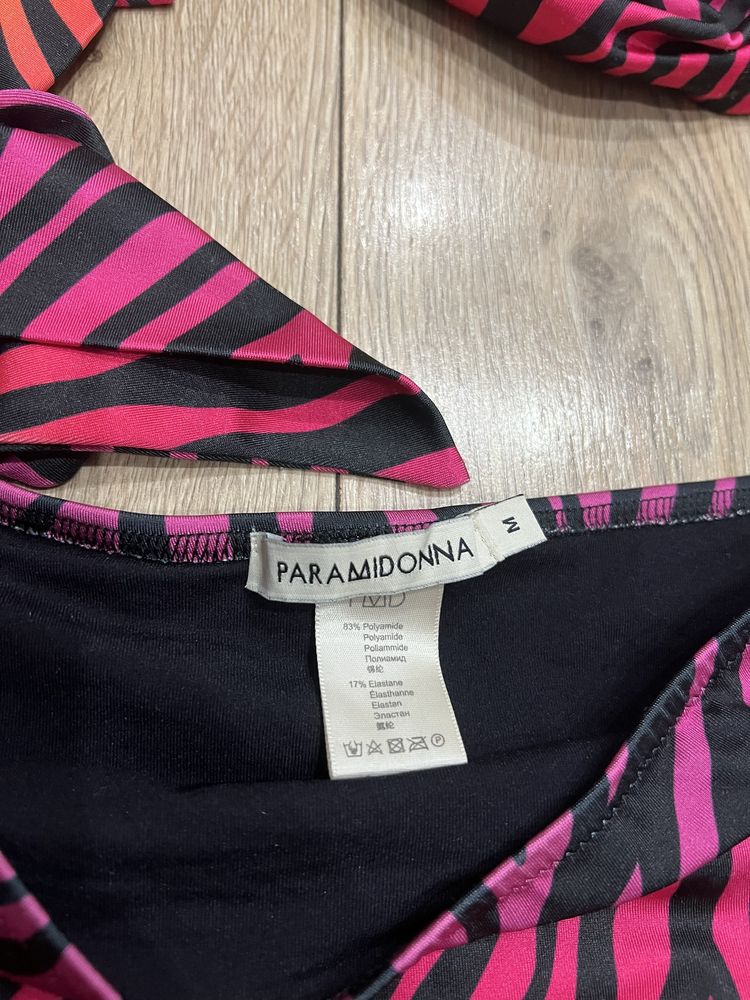 PARAMIDONNA
M
PMD
83% Polyamide
Polyamide
Poliammide
Полиамид
锦纶
17% Elastane
Élasthanne
Elastan
Эластан
氨纶
P